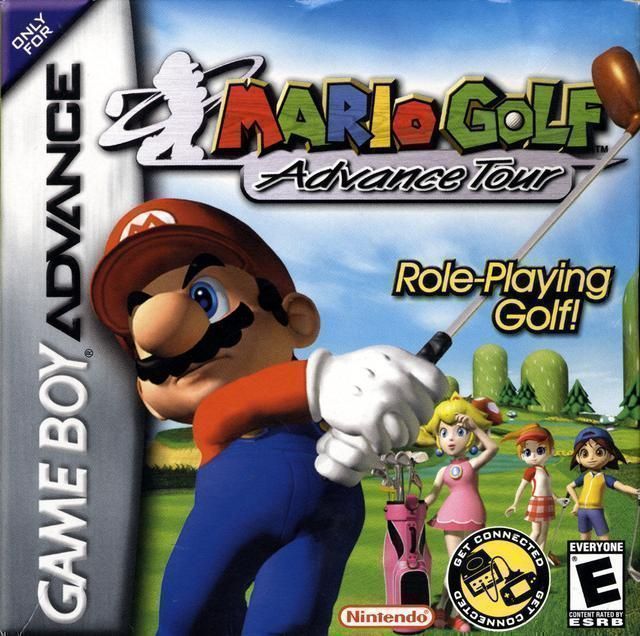 ONLY
FOR
GAME BOY ADVANCE
®
MARIO GOLF
™
Advance Tour
M
Role-Playing
Golf!
GET CONNECTED
GET CONNECTED
Nintendo®
EVERYONE
E
CONTENT RATED BY
ESRB